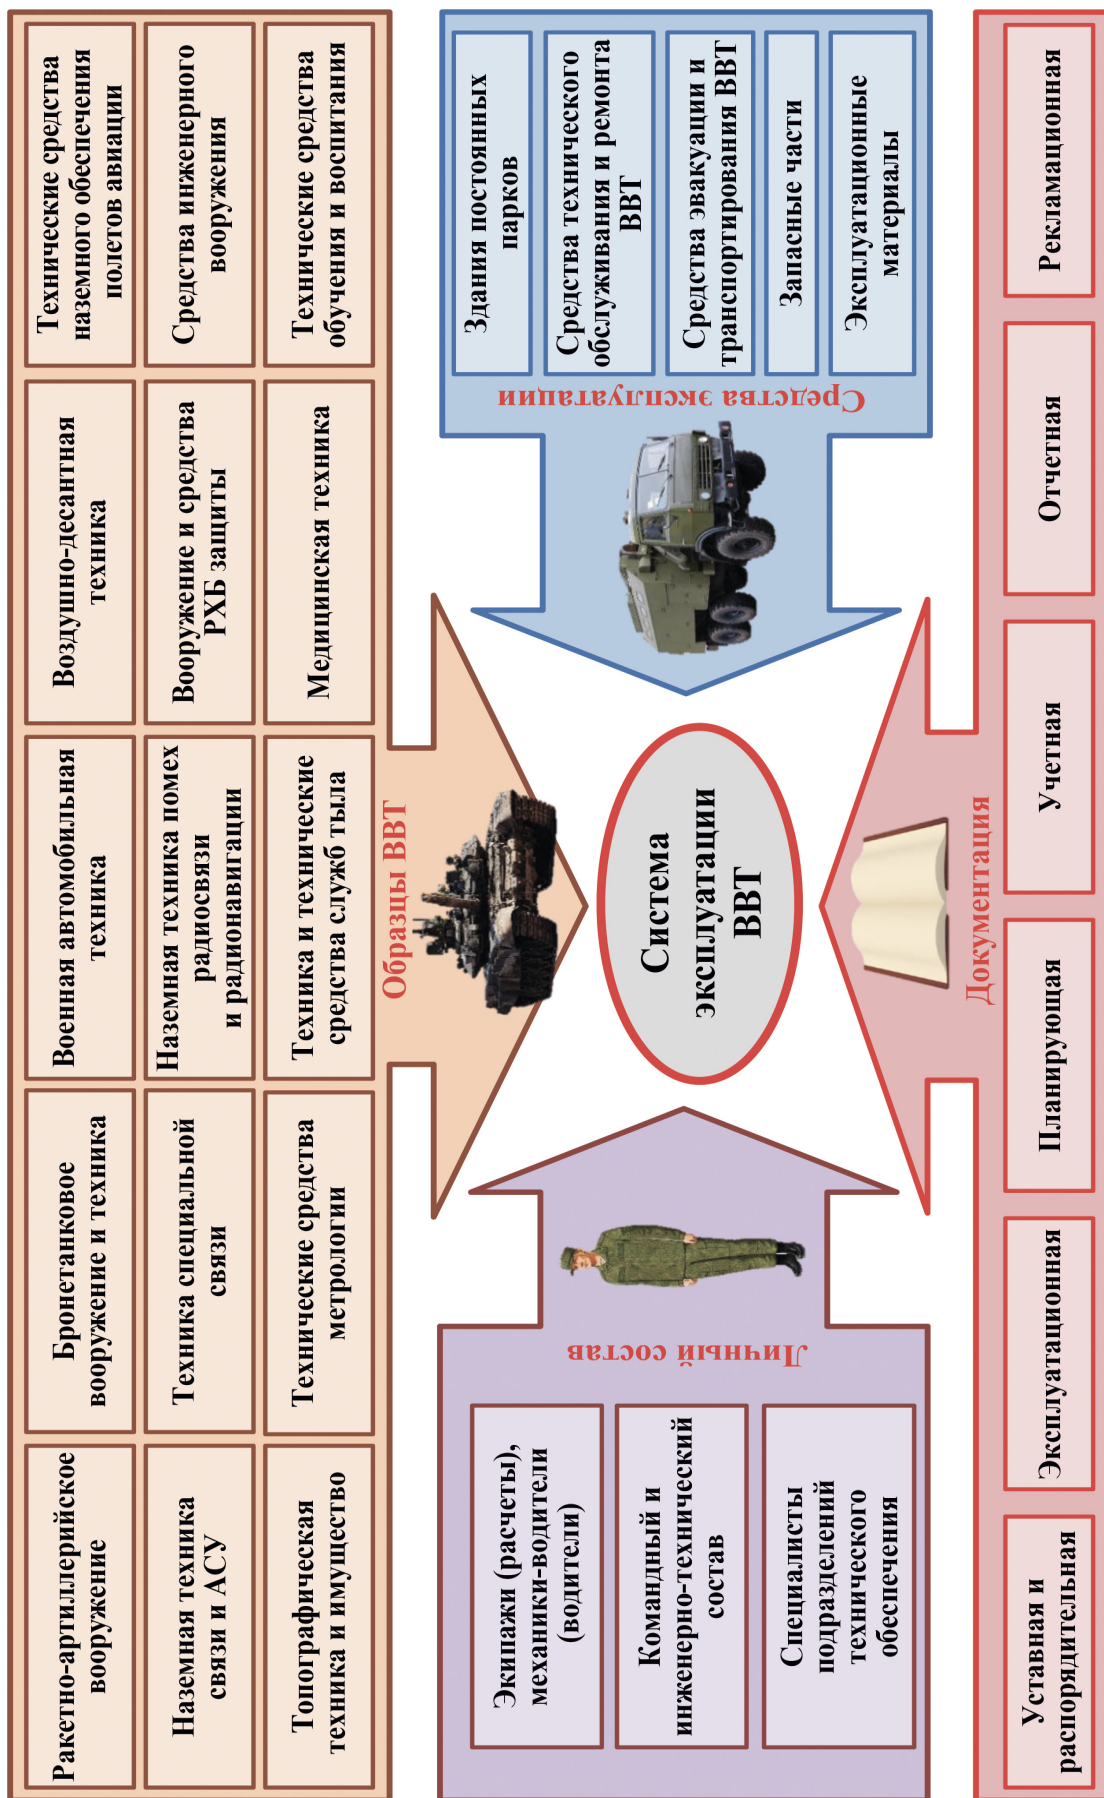 Ракетно-артиллерийское
вооружение
Бронетанковое
вооружение и техника
Военная автомобильная
техника
Воздушно-десантная
техника
Технические средства
наземного обеспечения
полетов авиации
Наземная техника
связи и АСУ
Техника специальной
связи
Наземная техника помех
радиосвязи
и радионавигации
Вооружение и средства
РХБ защиты
Средства инженерного
вооружения
Топографическая
техника и имущество
Технические средства
метрологии
Техника и технические
средства служб тыла
Медицинская техника
Технические средства
обучения и воспитания
Образцы ВВТ
Экипажи (расчеты),
механики-водители
(водители)
Командный и
инженерно-технический
состав
Специалисты
подразделений
технического
обеспечения
Личный состав
Система
эксплуатации
ВВТ
Средства эксплуатации
Здания постоянных
парков
Средства технического
обслуживания и ремонта
ВВТ
Средства эвакуации и
транспортирования ВВТ
Запасные части
Эксплуатационные
материалы
Документация
Уставная и
распорядительная
Эксплуатационная
Планирующая
Учетная
Отчетная
Рекламационная